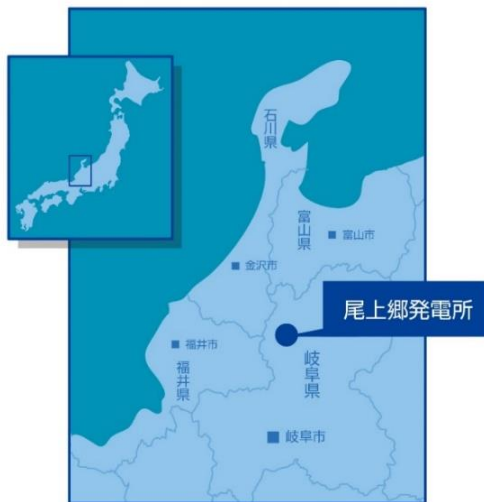 石川県
富山県
富山市
金沢市
尾上郷発電所
福井市
福井県
岐阜県
岐阜市